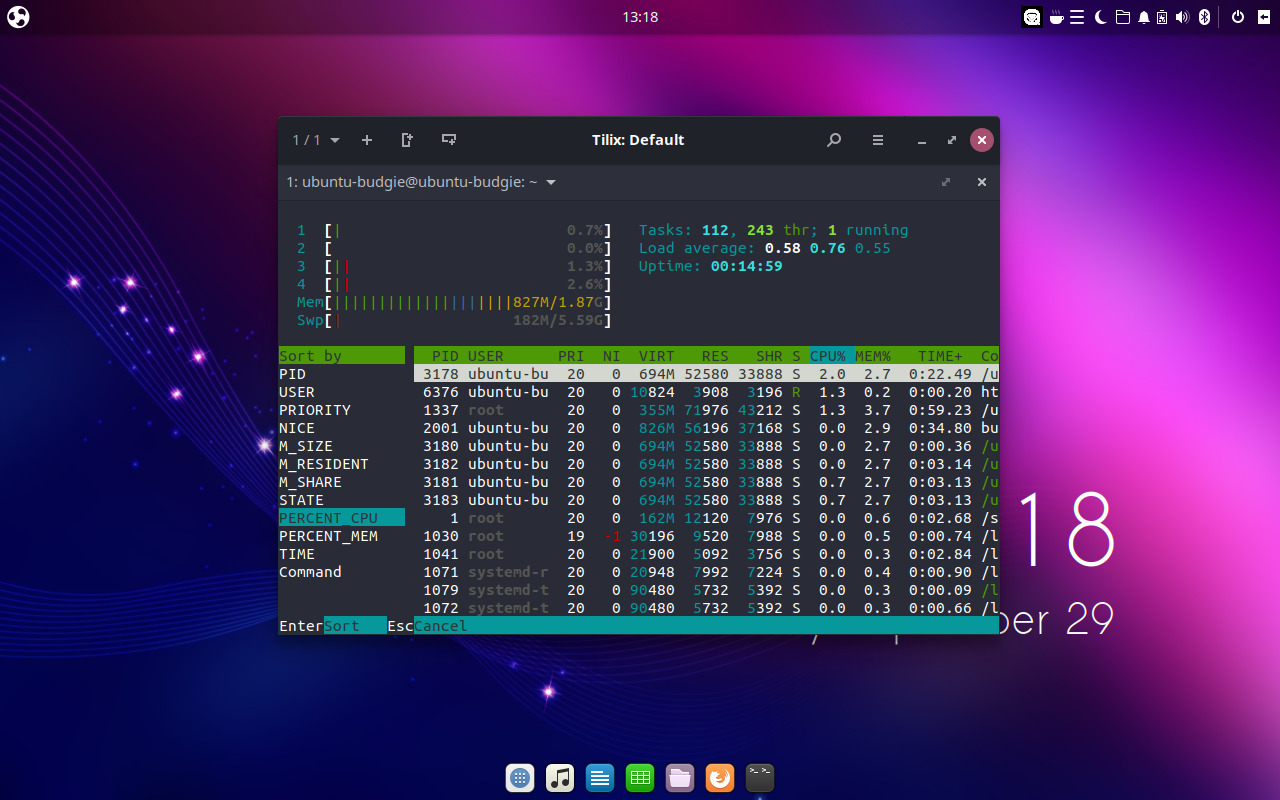 13:18
1 / 1
Tilix: Default
1: ubuntu-budgie@ubuntu-budgie: ~
1 [| 0.7%] Tasks: 112, 243 thr; 1 running
2 [ 0.0%] Load average: 0.58 0.76 0.55
3 [|| 1.3%] Uptime: 00:14:59
4 [|| 2.6%]
Mem[||||||||||||||||||||827M/1.87G]
Swp[| 182M/5.59G]
Sort by PID USER PRI NI VIRT RES SHR S CPU% MEM% TIME+ Co
PID 3178 ubuntu-bu 20 0 694M 52580 33888 S 2.0 2.7 0:22.49 /u
USER 6376 ubuntu-bu 20 0 10824 3908 3196 R 1.3 0.2 0:00.20 ht
PRIORITY 1337 root 20 0 355M 71976 43212 S 1.3 3.7 0:59.23 /u
NICE 2001 ubuntu-bu 20 0 826M 56196 37168 S 0.0 2.9 0:34.80 bu
M_SIZE 3180 ubuntu-bu 20 0 694M 52580 33888 S 0.0 2.7 0:00.36 /u
M_RESIDENT 3182 ubuntu-bu 20 0 694M 52580 33888 S 0.0 2.7 0:03.14 /u
M_SHARE 3181 ubuntu-bu 20 0 694M 52580 33888 S 0.7 2.7 0:03.13 /u
STATE 3183 ubuntu-bu 20 0 694M 52580 33888 S 0.7 2.7 0:03.13 /u
PERCENT_CPU 1 root 20 0 162M 12120 7976 S 0.0 0.6 0:02.68 /s
PERCENT_MEM 1030 root 19 -1 30196 9520 7988 S 0.0 0.5 0:00.74 /l
TIME 1041 root 20 0 21900 5092 3756 S 0.0 0.3 0:02.84 /l
Command 1071 systemd-r 20 0 20948 7992 7224 S 0.0 0.4 0:00.90 /l
1079 systemd-t 20 0 90480 5732 5392 S 0.0 0.3 0:00.09 /l
1072 systemd-t 20 0 90480 5732 5392 S 0.0 0.3 0:00.66 /l
EnterSort EscCancel
18
ber 29